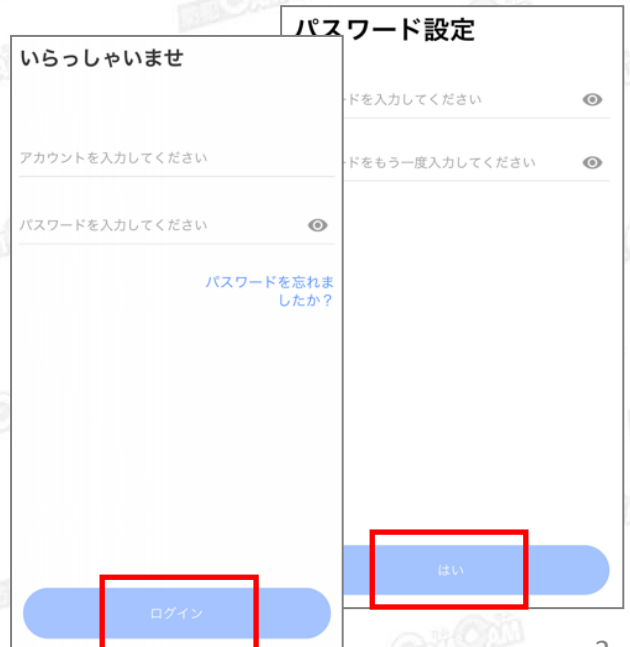 いらっしゃいませ
アカウントを入力してください
パスワードを入力してください
パスワードを忘れま
したか？
ログイン
パスワード設定
ドを入力してください
ドをもう一度入力してください
はい